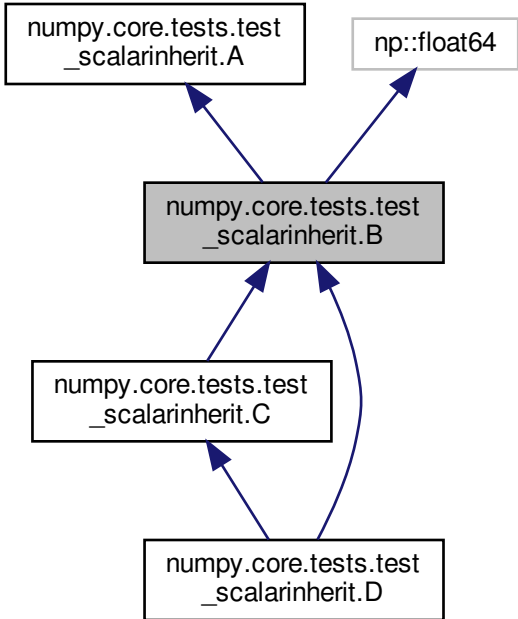 numpy.core.tests.test
_scalarinherit.A
np::float64
numpy.core.tests.test
_scalarinherit.B
numpy.core.tests.test
_scalarinherit.C
numpy.core.tests.test
_scalarinherit.D